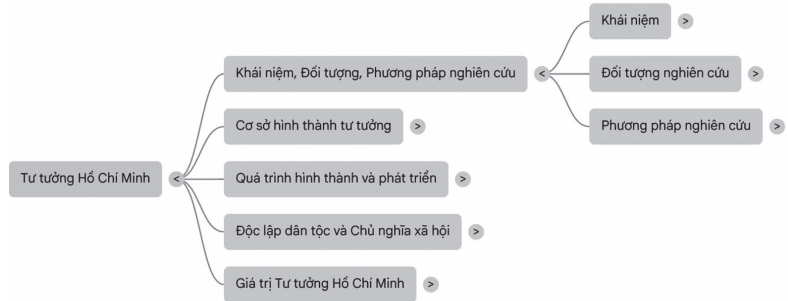 Tư tưởng Hồ Chí Minh
<
Khái niệm, Đối tượng, Phương pháp nghiên cứu
<
Khái niệm
>
Đối tượng nghiên cứu
>
Phương pháp nghiên cứu
>
Cơ sở hình thành tư tưởng
>
Quá trình hình thành và phát triển
>
Độc lập dân tộc và Chủ nghĩa xã hội
>
Giá trị Tư tưởng Hồ Chí Minh
>